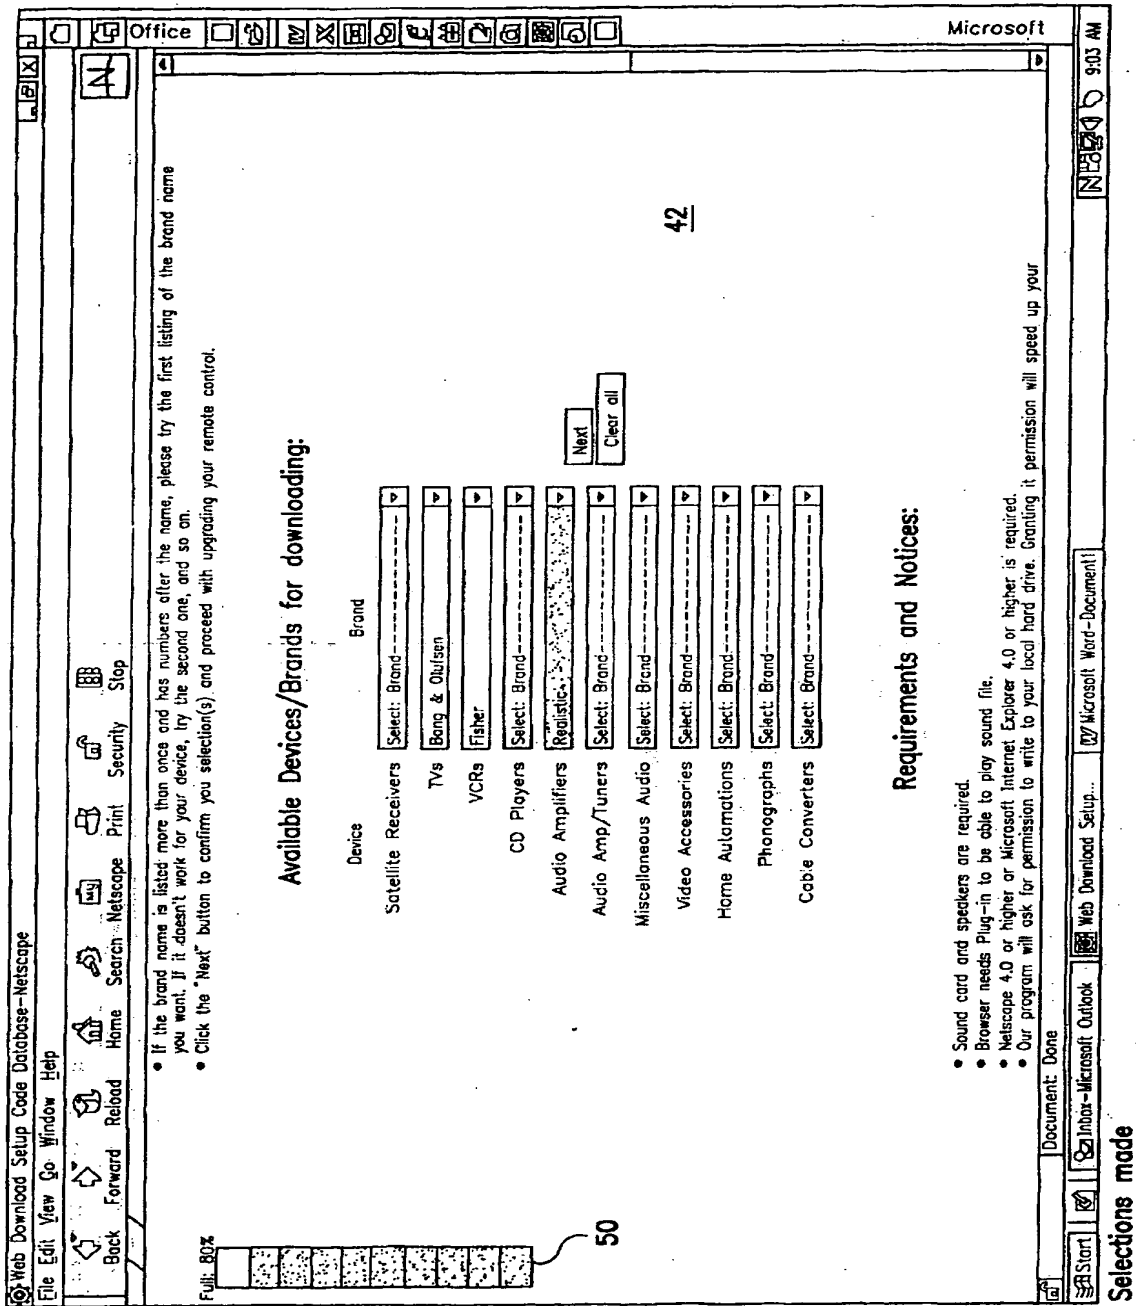 Web Download Setup Code Database-Netscape
File Edit View Go Window Help
Back Forward Reload Home Search Netscape Print Security Stop
N
Office
Microsoft
Full: 80%
• If the brand name is listed more than once and has numbers after the name, please try the first listing of the brand name
you want. If it doesn't work for your device, try the second one, and so on.
• Click the "Next" button to confirm you selection(s) and proceed with upgrading your remote control.
Available Devices/Brands for downloading:
Device Brand
Satellite Receivers Select: Brand--------------
TVs Bang & Olufsen
VCRs Fisher
CD Players Select: Brand--------------
Audio Amplifiers Realistic
Audio Amp/Tuners Select: Brand--------------
Miscellaneous Audio Select: Brand--------------
Video Accessories Select: Brand--------------
Home Automations Select: Brand--------------
Phonographs Select: Brand--------------
Cable Converters Select: Brand--------------
Next
Clear all
50
42
Requirements and Notices:
• Sound card and speakers are required.
• Browser needs Plug-in to be able to play sound file.
• Netscape 4.0 or higher or Microsoft Internet Explorer 4.0 or higher is required.
• Our program will ask for permission to write to your local hard drive. Granting it permission will speed up your
Document: Done
Start Inbox-Microsoft Outlook Web Download Setup... Microsoft Word-Document1 9:03 AM
Selections made